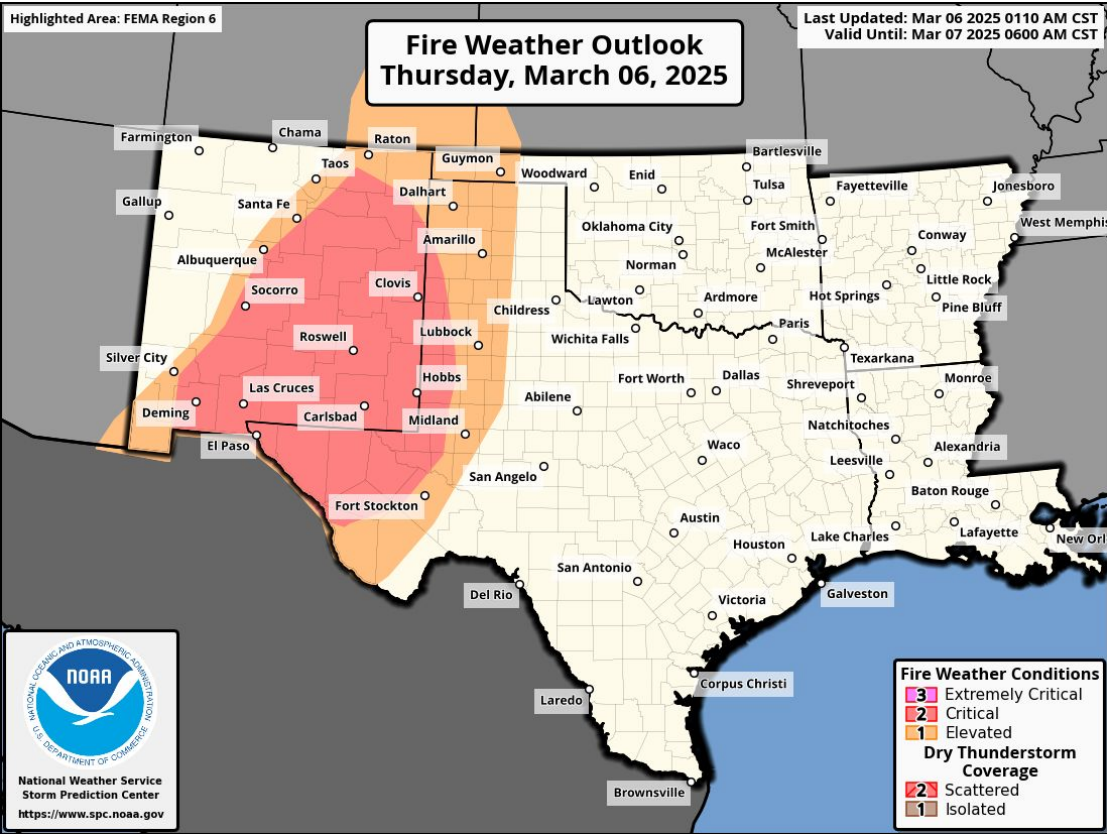 Highlighted Area: FEMA Region 6
Fire Weather Outlook
Thursday, March 06, 2025
Last Updated: Mar 06 2025 0110 AM CST
Valid Until: Mar 07 2025 0600 AM CST
Farmington
Chama
Raton
Taos
Guymon
Woodward
Enid
Bartlesville
Tulsa
Fayetteville
Jonesboro
Gallup
Santa Fe
Dalhart
West Memphis
Albuquerque
Amarillo
Oklahoma City
Fort Smith
Conway
Norman
McAlester
Socorro
Clovis
Childress
Lawton
Ardmore
Hot Springs
Little Rock
Pine Bluff
Roswell
Lubbock
Wichita Falls
Paris
Silver City
Texarkana
Las Cruces
Hobbs
Fort Worth
Dallas
Shreveport
Monroe
Deming
Carlsbad
Midland
Abilene
Natchitoches
El Paso
Waco
Alexandria
San Angelo
Leesville
Fort Stockton
Baton Rouge
Austin
Lake Charles
Lafayette
New Orl
Houston
San Antonio
Del Rio
Victoria
Galveston
Laredo
Corpus Christi
Brownsville
NATIONAL OCEANIC AND ATMOSPHERIC ADMINISTRATION
NOAA
U.S. DEPARTMENT OF COMMERCE
National Weather Service
Storm Prediction Center
https://www.spc.noaa.gov
Fire Weather Conditions
3 Extremely Critical
2 Critical
1 Elevated
Dry Thunderstorm
Coverage
2 Scattered
1 Isolated